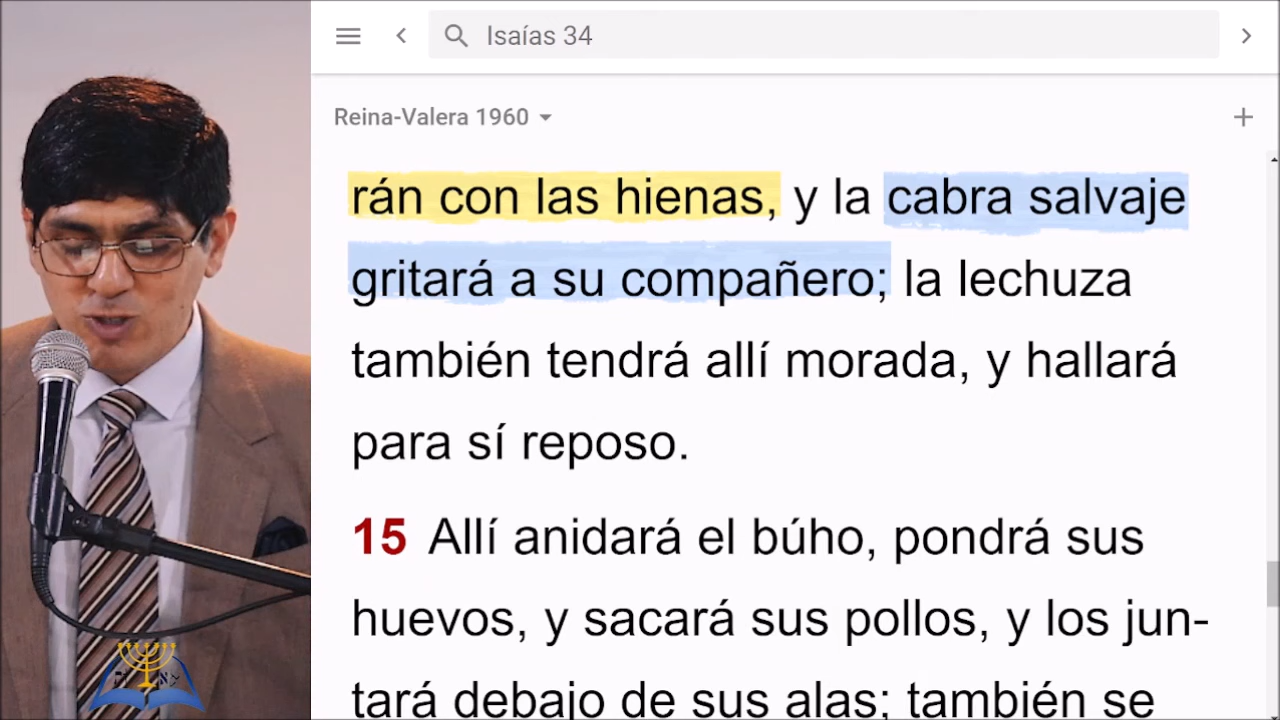 Isaías 34
Reina-Valera 1960
rán con las hienas, y la cabra salvaje
gritará a su compañero; la lechuza
también tendrá allí morada, y hallará
para sí reposo.
15 Allí anidará el búho, pondrá sus
huevos, y sacará sus pollos, y los jun-
tará debajo de sus alas; también se